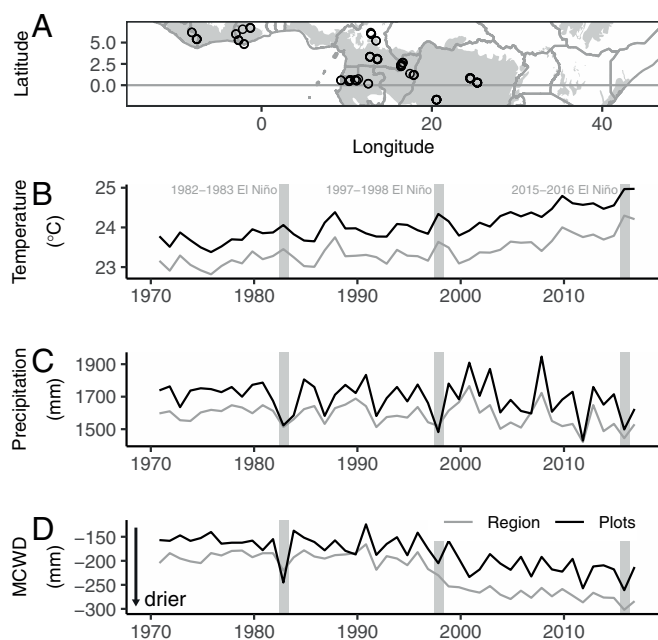 A
Latitude
5.0
2.5
0.0
0 20 40
Longitude
B
Temperature
(°C)
25
24
23
1982–1983 El Niño 1997–1998 El Niño 2015–2016 El Niño
1970 1980 1990 2000 2010
C
Precipitation
(mm)
1900
1700
1500
1970 1980 1990 2000 2010
D
MCWD
(mm)
−150
−200
−250
−300
Region Plots
drier
1970 1980 1990 2000 2010